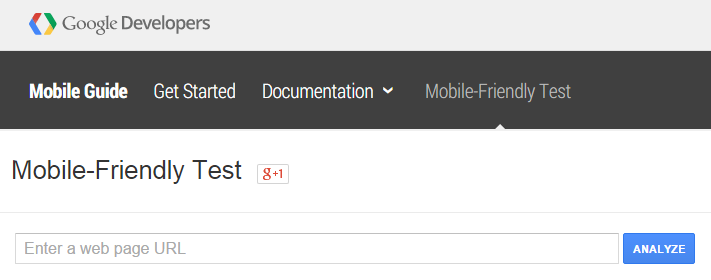 Google Developers
Mobile Guide Get Started Documentation Mobile-Friendly Test
Mobile-Friendly Test g+1
Enter a web page URL ANALYZE